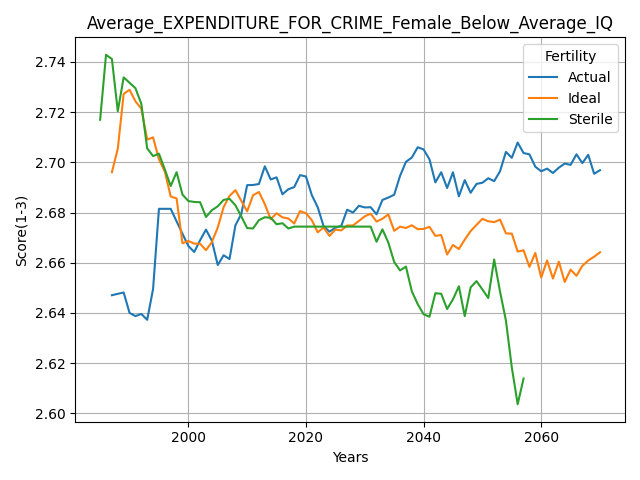 Average_EXPENDITURE_FOR_CRIME_Female_Below_Average_IQ
Fertility
Actual
Ideal
Sterile
Score(1-3)
2.74
2.72
2.70
2.68
2.66
2.64
2.62
2.60
2000
2020
2040
2060
Years